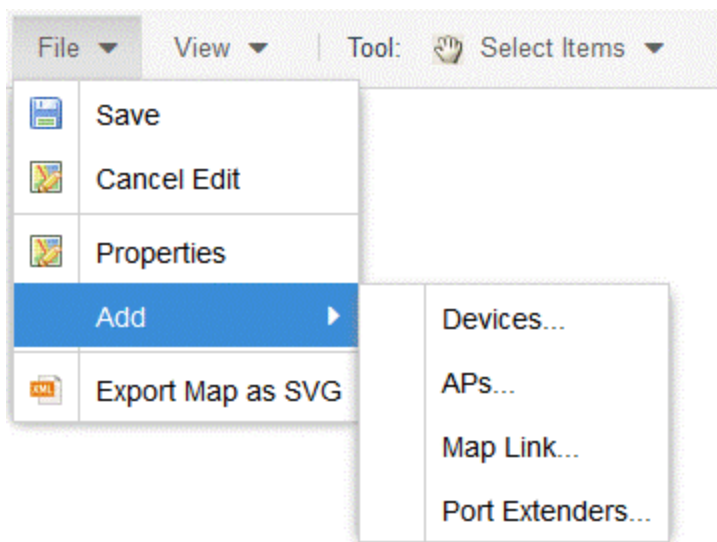 File View Tool: Select Items
Save
Cancel Edit
Properties
Add
Devices...
APs...
Export Map as SVG
Map Link...
Port Extenders...